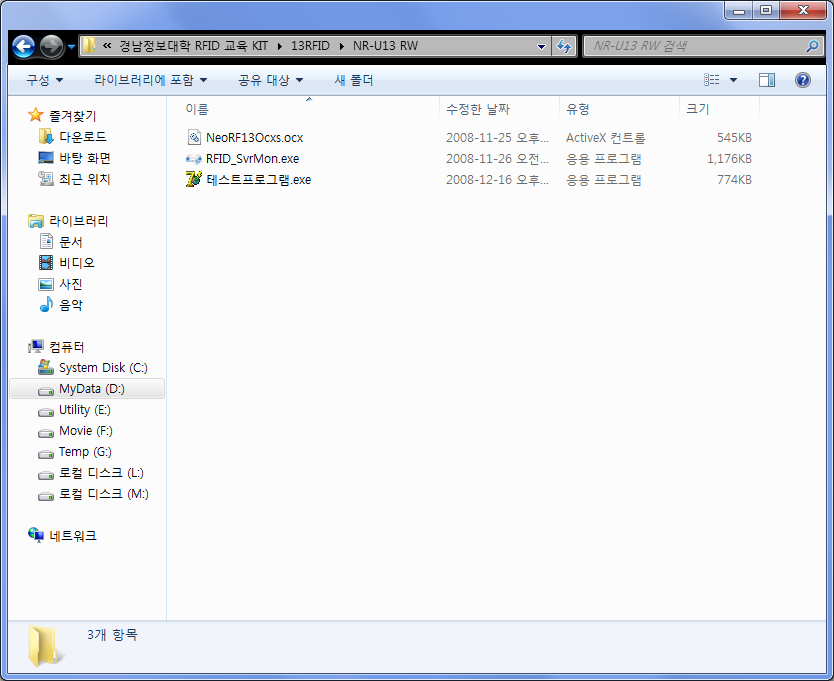 « 경남정보대학 RFID 교육 KIT ▸ 13RFID ▸ NR-U13 RW
NR-U13 RW 검색
구성 라이브러리에 포함 공유 대상 새 폴더
이름 수정한 날짜 유형 크기
NeoRF13Ocxs.ocx 2008-11-25 오후... ActiveX 컨트롤 545KB
RFID_SvrMon.exe 2008-11-26 오전... 응용 프로그램 1,176KB
테스트프로그램.exe 2008-12-16 오후... 응용 프로그램 774KB
즐겨찾기
다운로드
바탕 화면
최근 위치
라이브러리
문서
비디오
사진
음악
컴퓨터
System Disk (C:)
MyData (D:)
Utility (E:)
Movie (F:)
Temp (G:)
로컬 디스크 (L:)
로컬 디스크 (M:)
네트워크
3개 항목